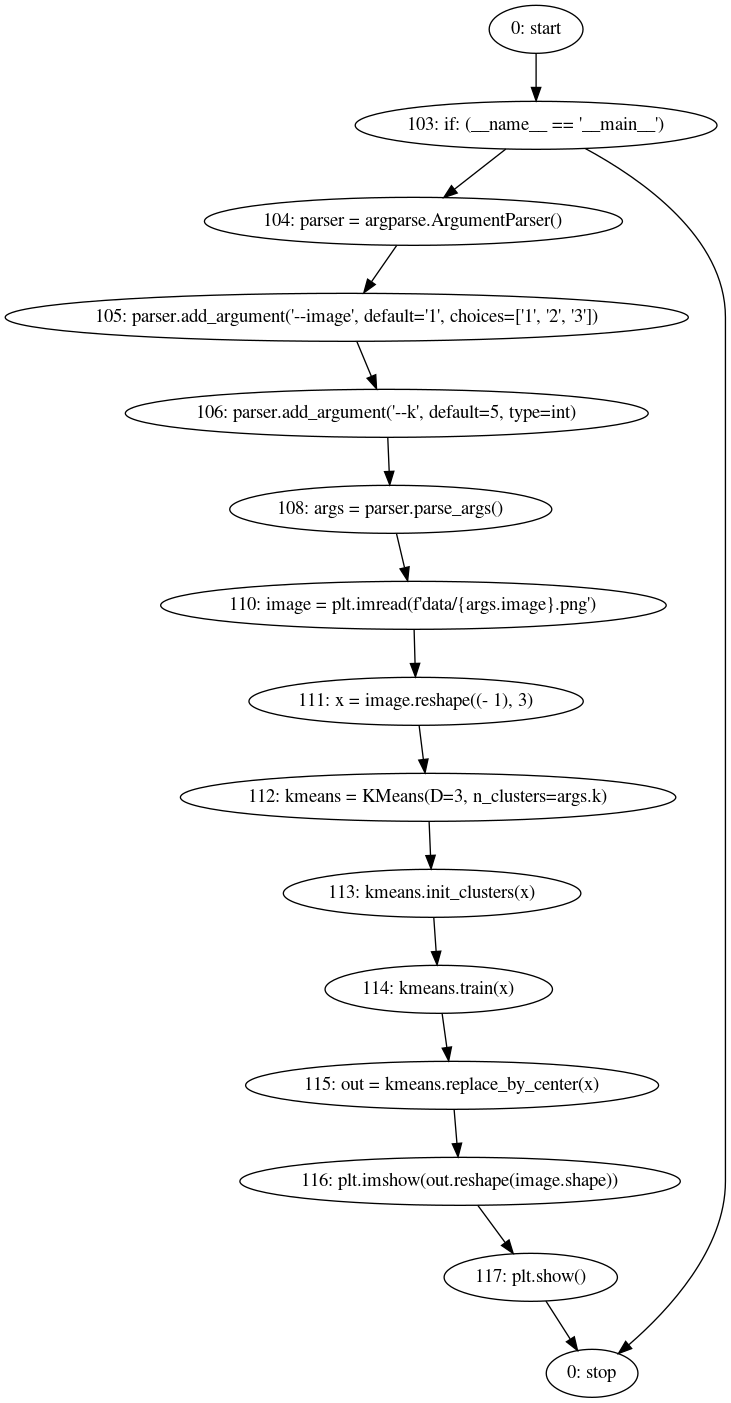 0: start
103: if: (__name__ == '__main__')
104: parser = argparse.ArgumentParser()
105: parser.add_argument('--image', default='1', choices=['1', '2', '3'])
106: parser.add_argument('--k', default=5, type=int)
108: args = parser.parse_args()
110: image = plt.imread(f'data/{args.image}.png')
111: x = image.reshape((- 1), 3)
112: kmeans = KMeans(D=3, n_clusters=args.k)
113: kmeans.init_clusters(x)
114: kmeans.train(x)
115: out = kmeans.replace_by_center(x)
116: plt.imshow(out.reshape(image.shape))
117: plt.show()
0: stop